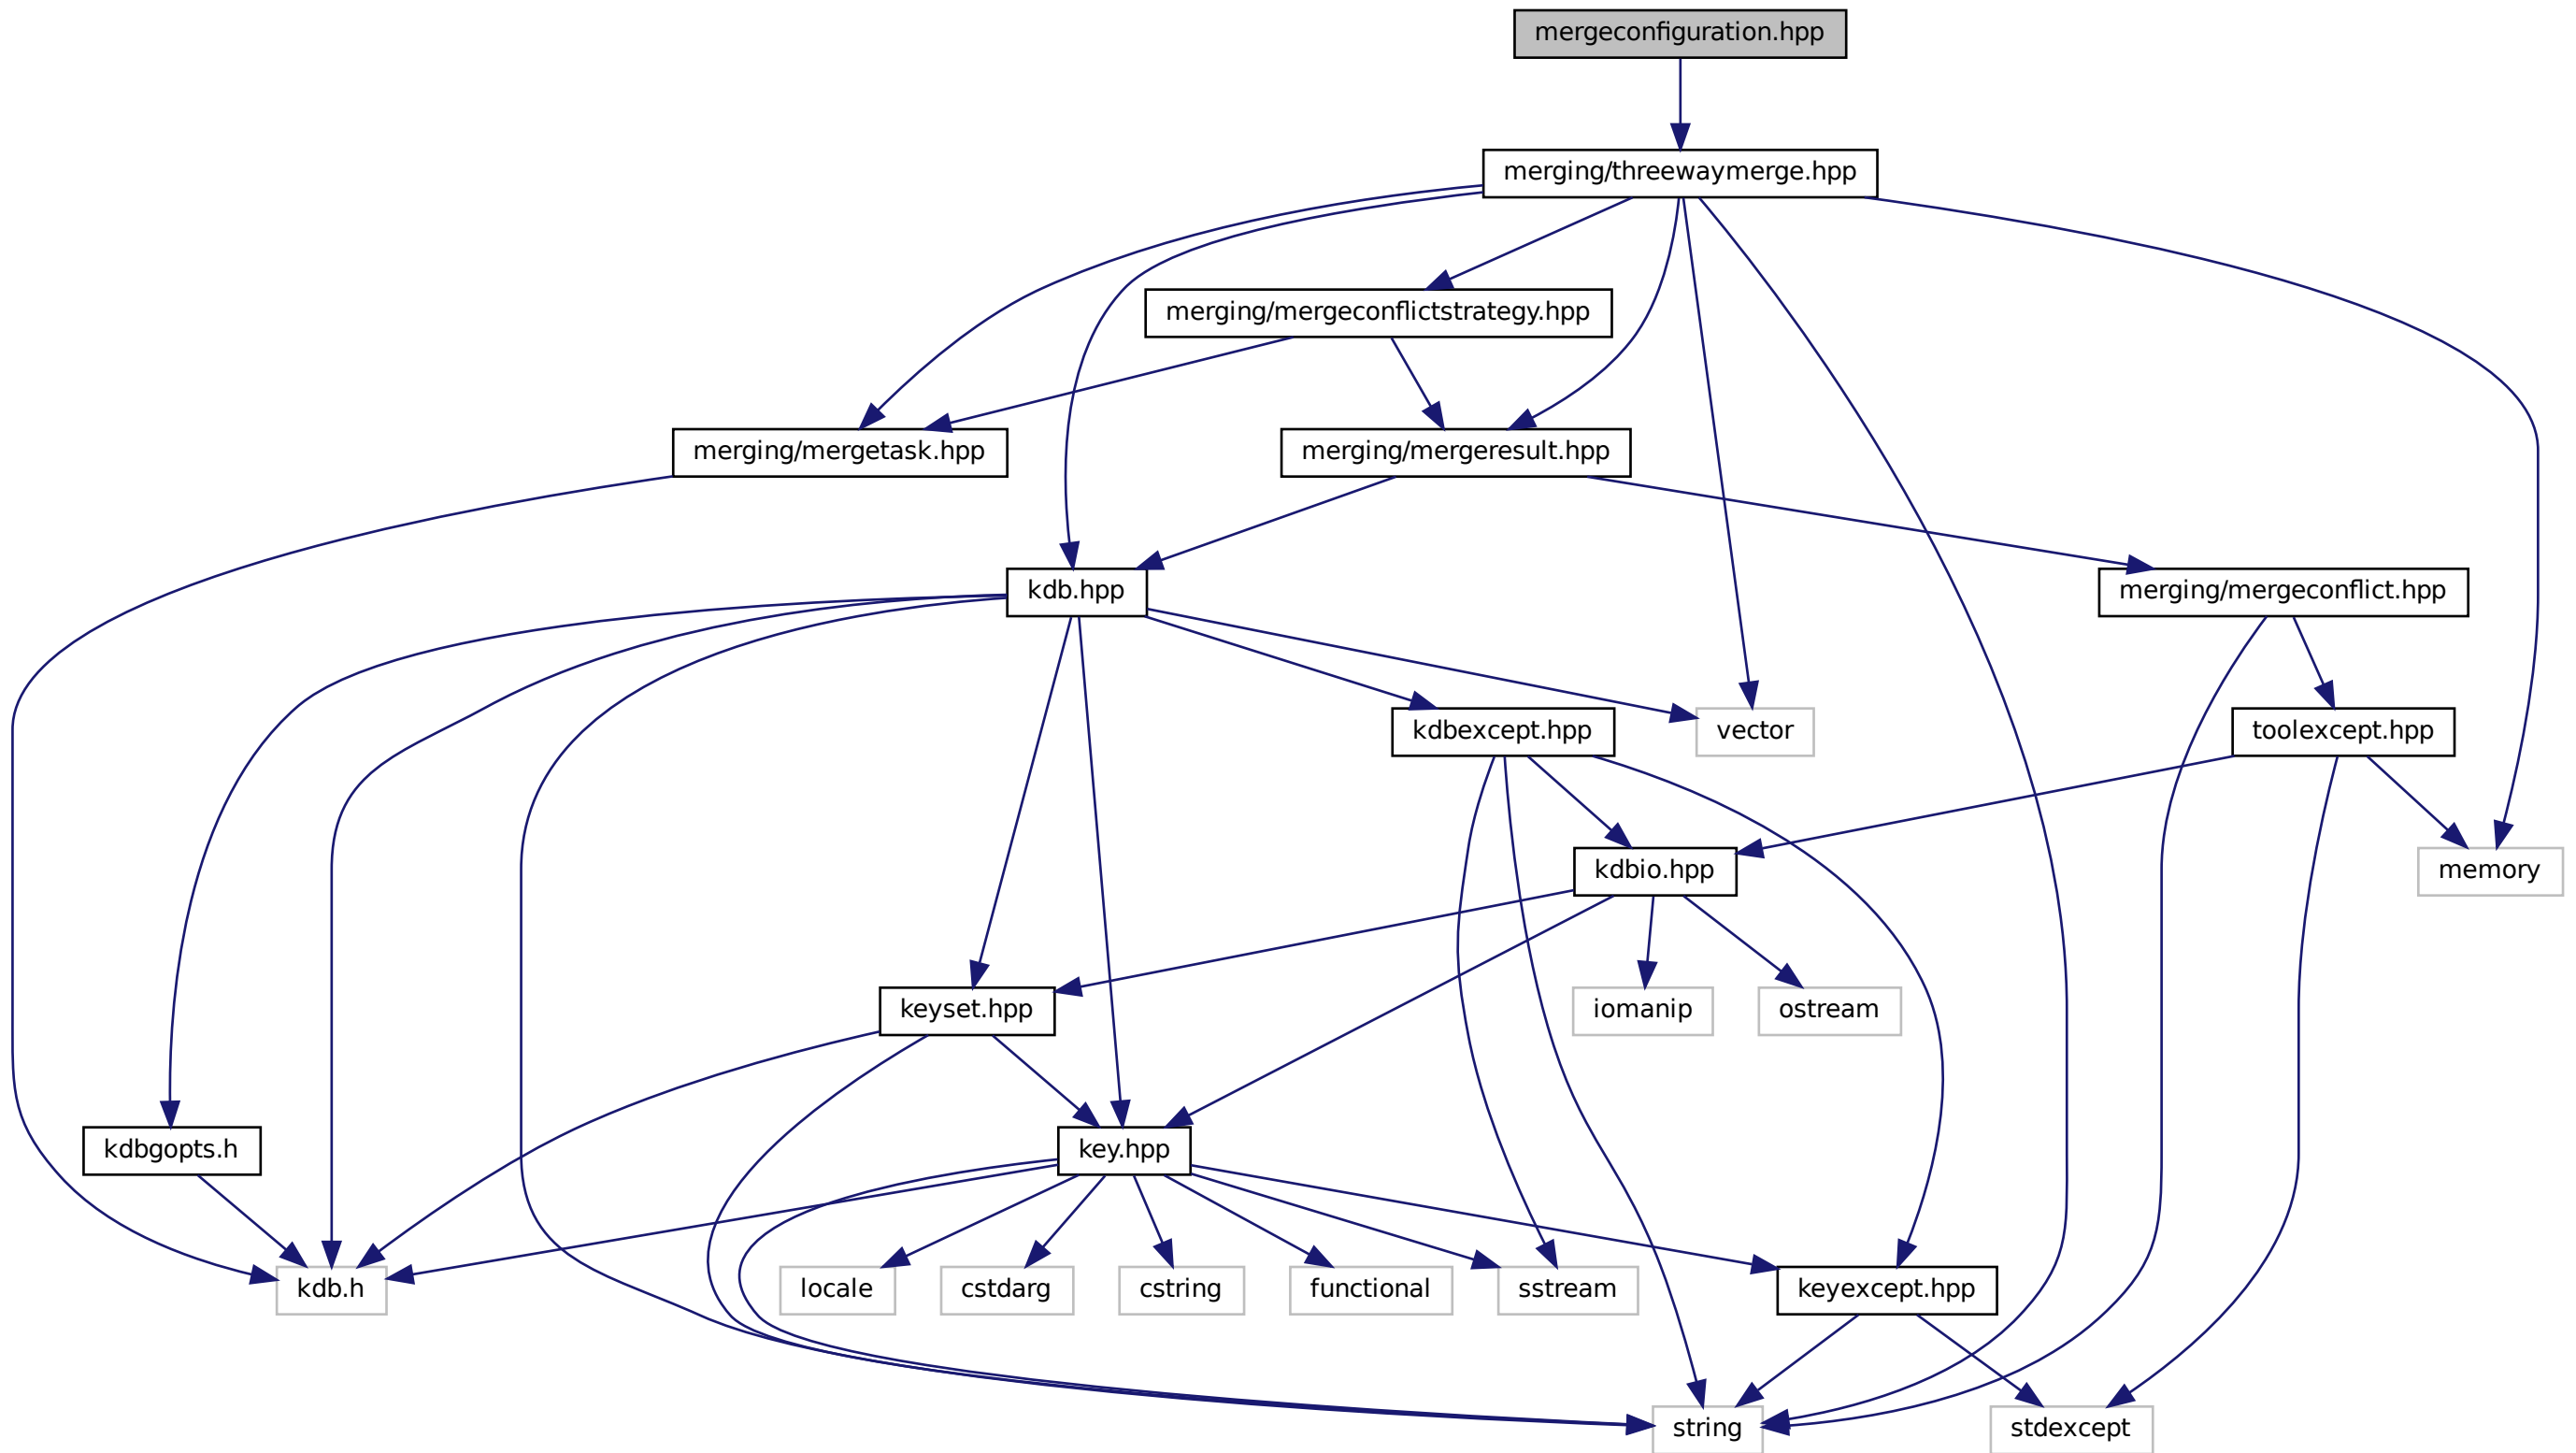 mergeconfiguration.hpp
merging/threewaymerge.hpp
merging/mergeconflictstrategy.hpp
merging/mergetask.hpp
merging/mergeresult.hpp
kdb.hpp
merging/mergeconflict.hpp
kdbexcept.hpp
vector
toolexcept.hpp
kdbio.hpp
memory
keyset.hpp
iomanip
ostream
kdbgopts.h
key.hpp
kdb.h
locale
cstdarg
cstring
functional
sstream
keyexcept.hpp
string
stdexcept